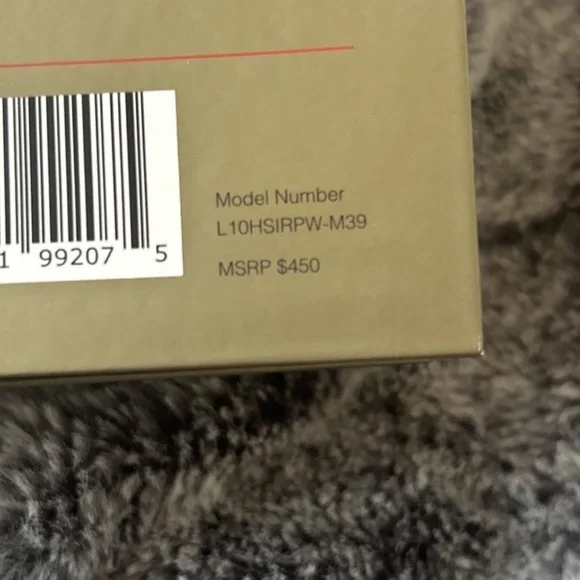 1 99207 5
Model Number
L10HSIRPW-M39
MSRP $450